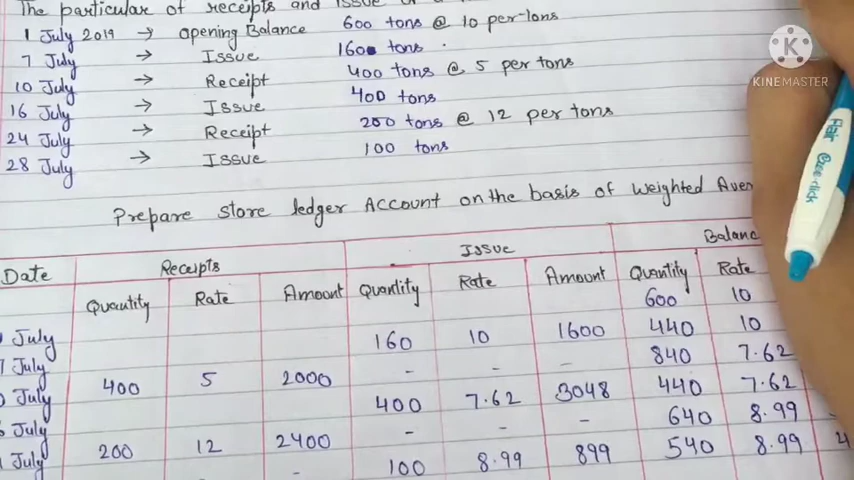 The particular of receipts and issue
1 July 2019 → opening Balance 600 tons @ 10 per tons
7 July → Issue 160 tons .
10 July → Receipt 400 tons @ 5 per tons
16 July → Issue 400 tons
24 July → Receipt 200 tons @ 12 per tons
28 July → Issue 100 tons
KINEMASTER
Flair Ezee-click
Prepare store ledger Account on the basis of Weighted Aver
Date Receipts Issue Balanc
Quantity Rate Amount Quantity Rate Amount Quantity Rate
July 600 10
July 160 10 1600 440 10
July 400 5 2000 - - - 840 7.62
July 400 7.62 3048 440 7.62
July 200 12 2400 - - - 640 8.99
- 100 8.99 899 540 8.99 4